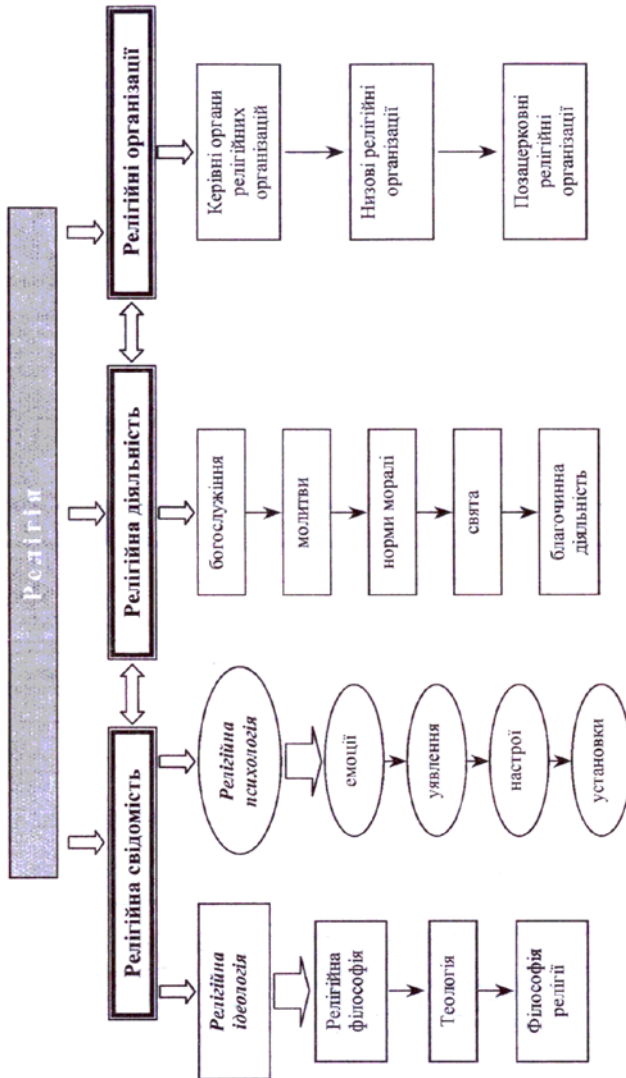 Релігія
Релігійна свідомість
Релігійна діяльність
Релігійні організації
Релігійна
ідеологія
Релігійна
філософія
Теологія
Філософія
релігії
Релігійна
психологія
емоції
уявлення
настрої
установки
богослужіння
молитви
норми моралі
свята
благочинна
діяльність
Керівні органи
релігійних
організацій
Низові релігійні
організації
Позацерковні
релігійні
організації